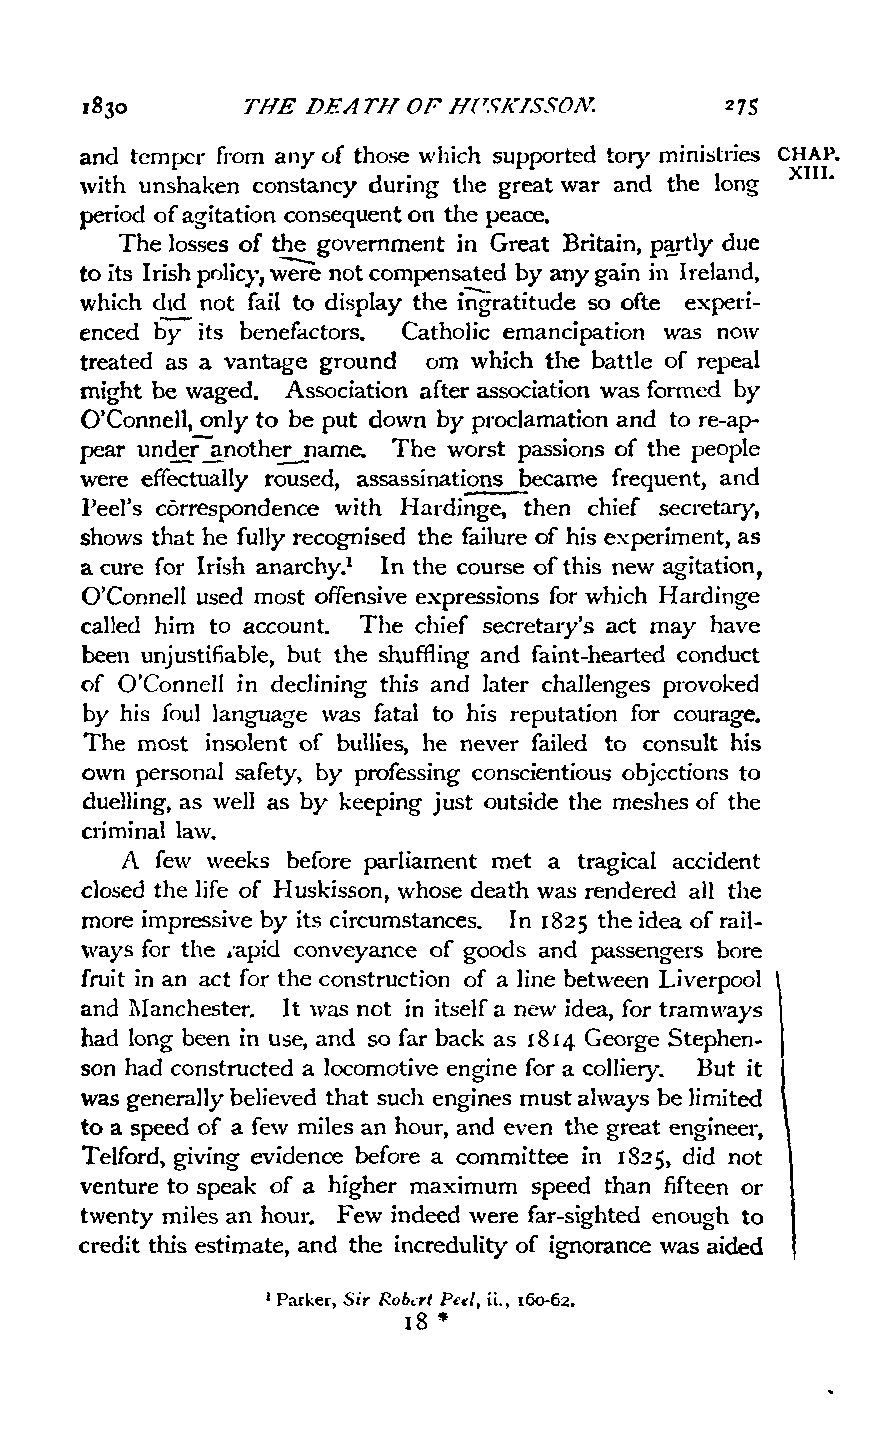 1830 THE DEATH OF HUSKISSON. 275
and temper from any of those which supported tory ministries CHAP. XIII.
with unshaken constancy during the great war and the long
period of agitation consequent on the peace.
The losses of the government in Great Britain, partly due
to its Irish policy, were not compensated by any gain in Ireland,
which did not fail to display the ingratitude so ofte experi-
enced by its benefactors. Catholic emancipation was now
treated as a vantage ground om which the battle of repeal
might be waged. Association after association was formed by
O'Connell, only to be put down by proclamation and to re-ap-
pear under another name. The worst passions of the people
were effectually roused, assassinations became frequent, and
Peel's correspondence with Hardinge, then chief secretary,
shows that he fully recognised the failure of his experiment, as
a cure for Irish anarchy.¹ In the course of this new agitation,
O'Connell used most offensive expressions for which Hardinge
called him to account. The chief secretary's act may have
been unjustifiable, but the shuffling and faint-hearted conduct
of O'Connell in declining this and later challenges provoked
by his foul language was fatal to his reputation for courage.
The most insolent of bullies, he never failed to consult his
own personal safety, by professing conscientious objections to
duelling, as well as by keeping just outside the meshes of the
criminal law.
A few weeks before parliament met a tragical accident
closed the life of Huskisson, whose death was rendered all the
more impressive by its circumstances. In 1825 the idea of rail-
ways for the rapid conveyance of goods and passengers bore
fruit in an act for the construction of a line between Liverpool
and Manchester. It was not in itself a new idea, for tramways
had long been in use, and so far back as 1814 George Stephen-
son had constructed a locomotive engine for a colliery. But it
was generally believed that such engines must always be limited
to a speed of a few miles an hour, and even the great engineer,
Telford, giving evidence before a committee in 1825, did not
venture to speak of a higher maximum speed than fifteen or
twenty miles an hour. Few indeed were far-sighted enough to
credit this estimate, and the incredulity of ignorance was aided
¹ Parker, Sir Robert Peel, ii., 160-62.
18 *